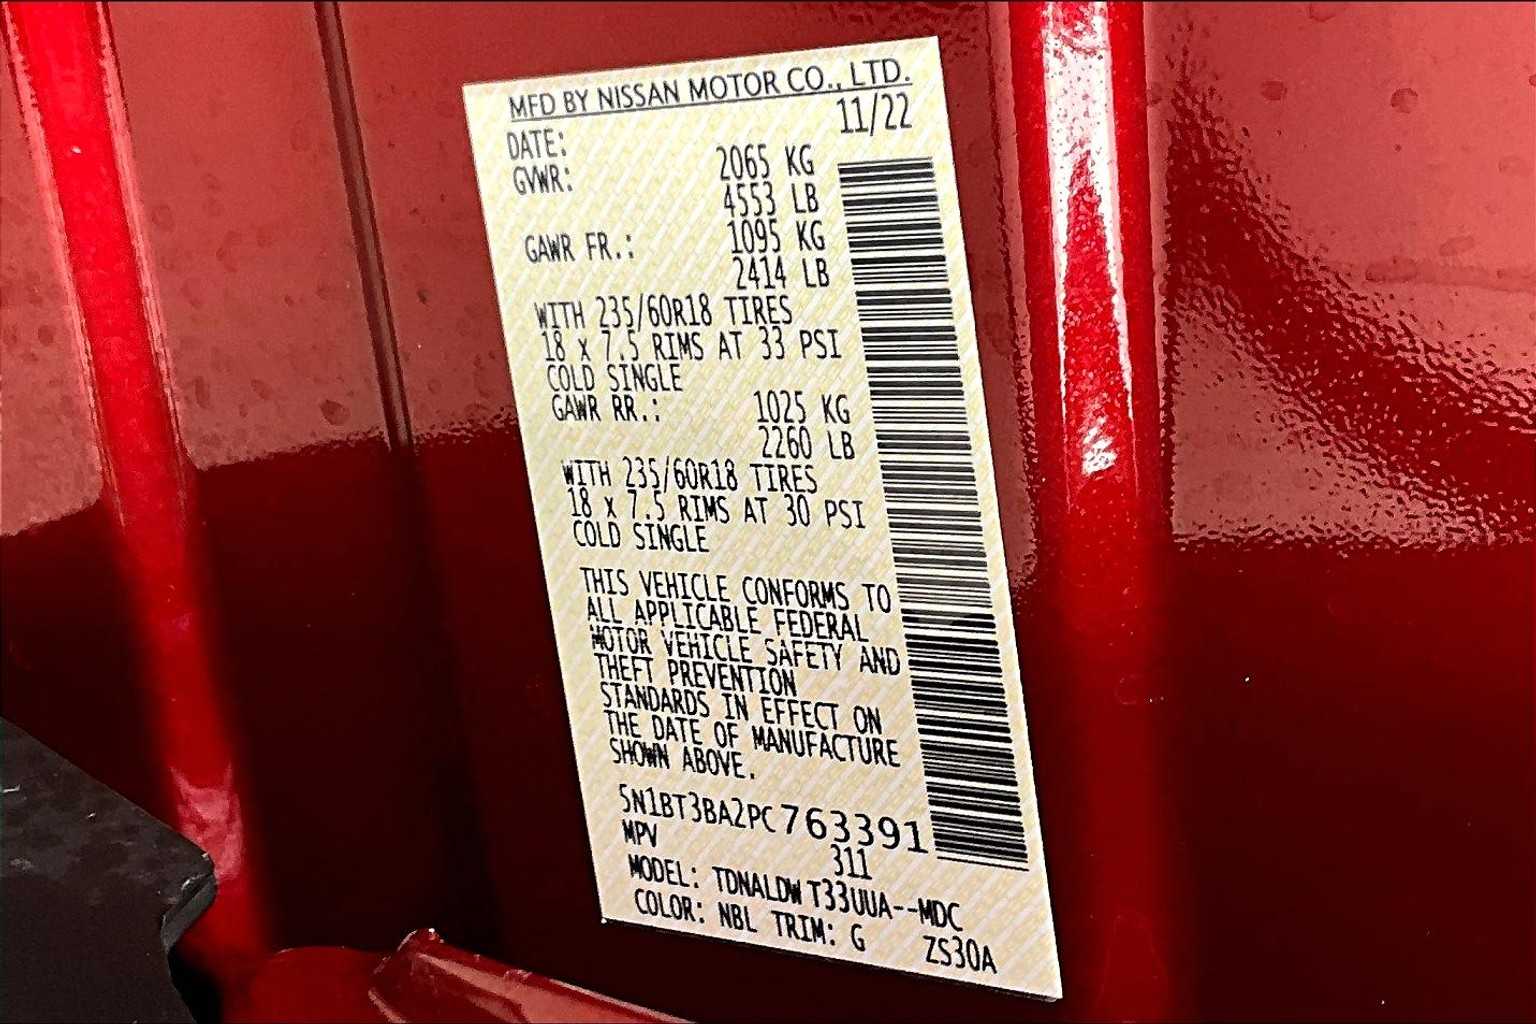 MFD BY NISSAN MOTOR CO., LTD.
DATE: 11/22
GVWR: 2065 KG
4553 LB
GAWR FR.: 1095 KG
2414 LB
WITH 235/60R18 TIRES
18 x 7.5 RIMS AT 33 PSI
COLD SINGLE
GAWR RR.: 1025 KG
2260 LB
WITH 235/60R18 TIRES
18 x 7.5 RIMS AT 30 PSI
COLD SINGLE
THIS VEHICLE CONFORMS TO
ALL APPLICABLE FEDERAL
MOTOR VEHICLE SAFETY AND
THEFT PREVENTION
STANDARDS IN EFFECT ON
THE DATE OF MANUFACTURE
SHOWN ABOVE.
5N1BT3BA2PC763391
MPV 311
MODEL: TDNALDW T33UUA--MDC
COLOR: NBL TRIM: G ZS30A